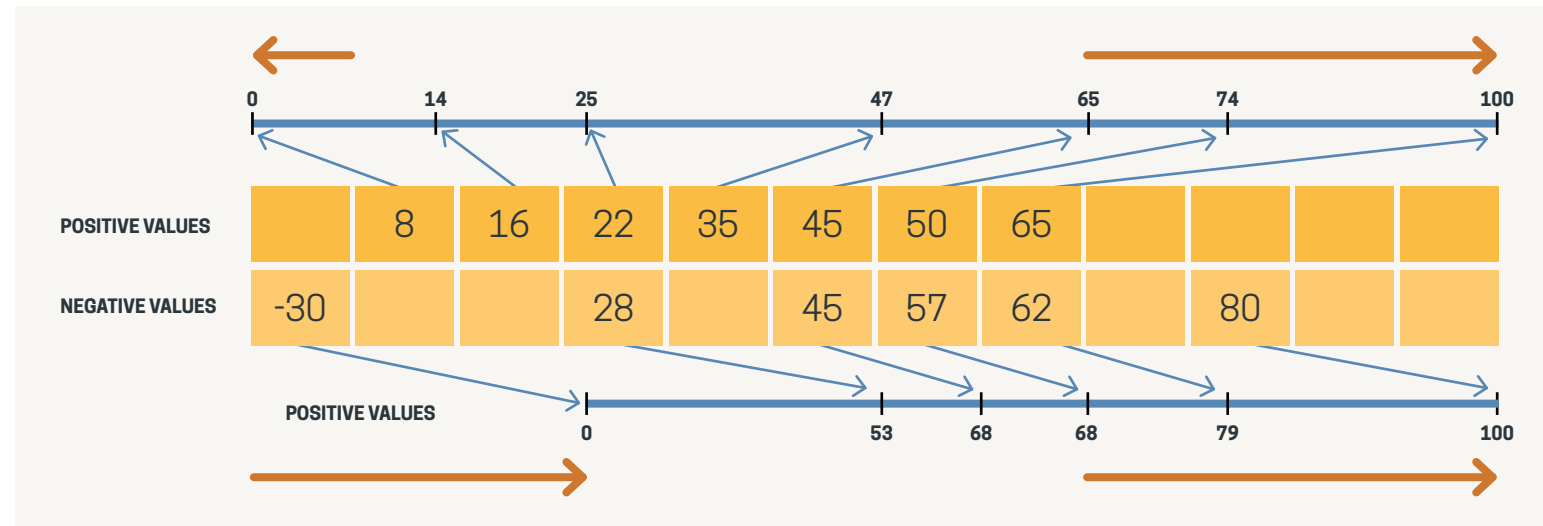 0 14 25 47 65 74 100
POSITIVE VALUES 8 16 22 35 45 50 65
NEGATIVE VALUES -30 28 45 57 62 80
POSITIVE VALUES
0 53 68 68 79 100